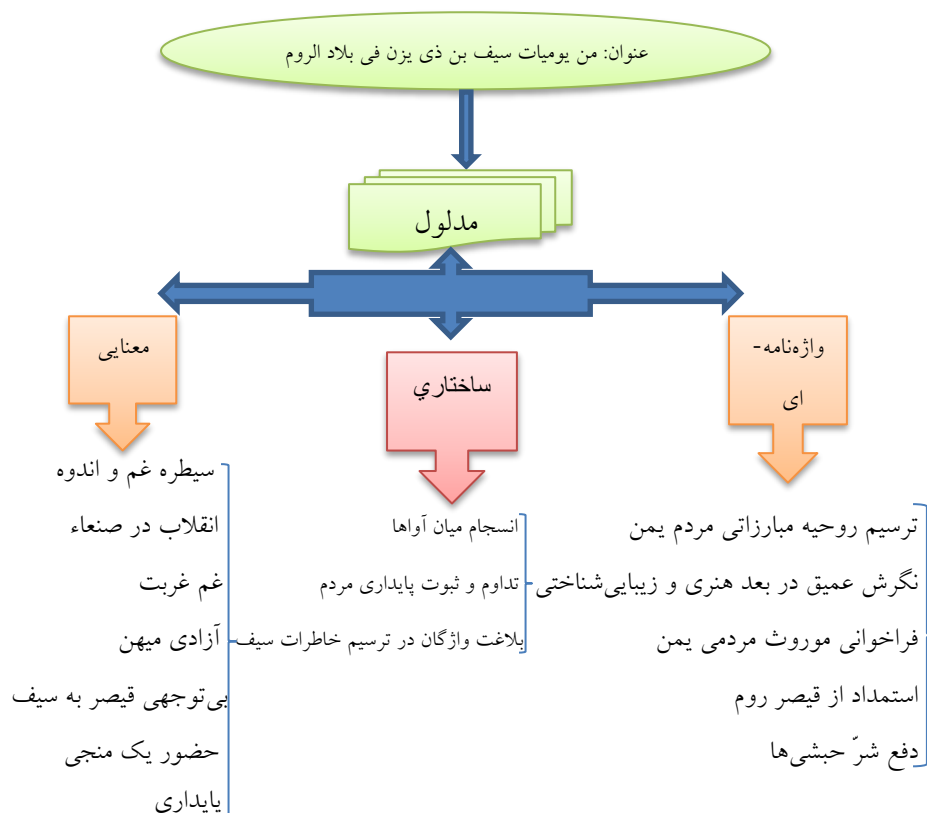 عنوان: من یومیات سیف بن ذی یزن فی بلاد الروم
مدلول
واژه‌نامه-
ای
ساختاري
معنایی
ترسیم روحیه مبارزاتی مردم یمن
نگرش عمیق در بعد هنری و زیبایی‌شناختی
فراخوانی موروث مردمی یمن
استمداد از قیصر روم
دفع شرّ حبشی‌ها
انسجام میان آواها
تداوم و ثبوت پایداری مردم
بلاغت واژگان در ترسیم خاطرات سیف
سیطره غم و اندوه
انقلاب در صنعاء
غم غربت
آزادی میهن
بی‌توجهی قیصر به سیف
حضور یک منجی
پایداری